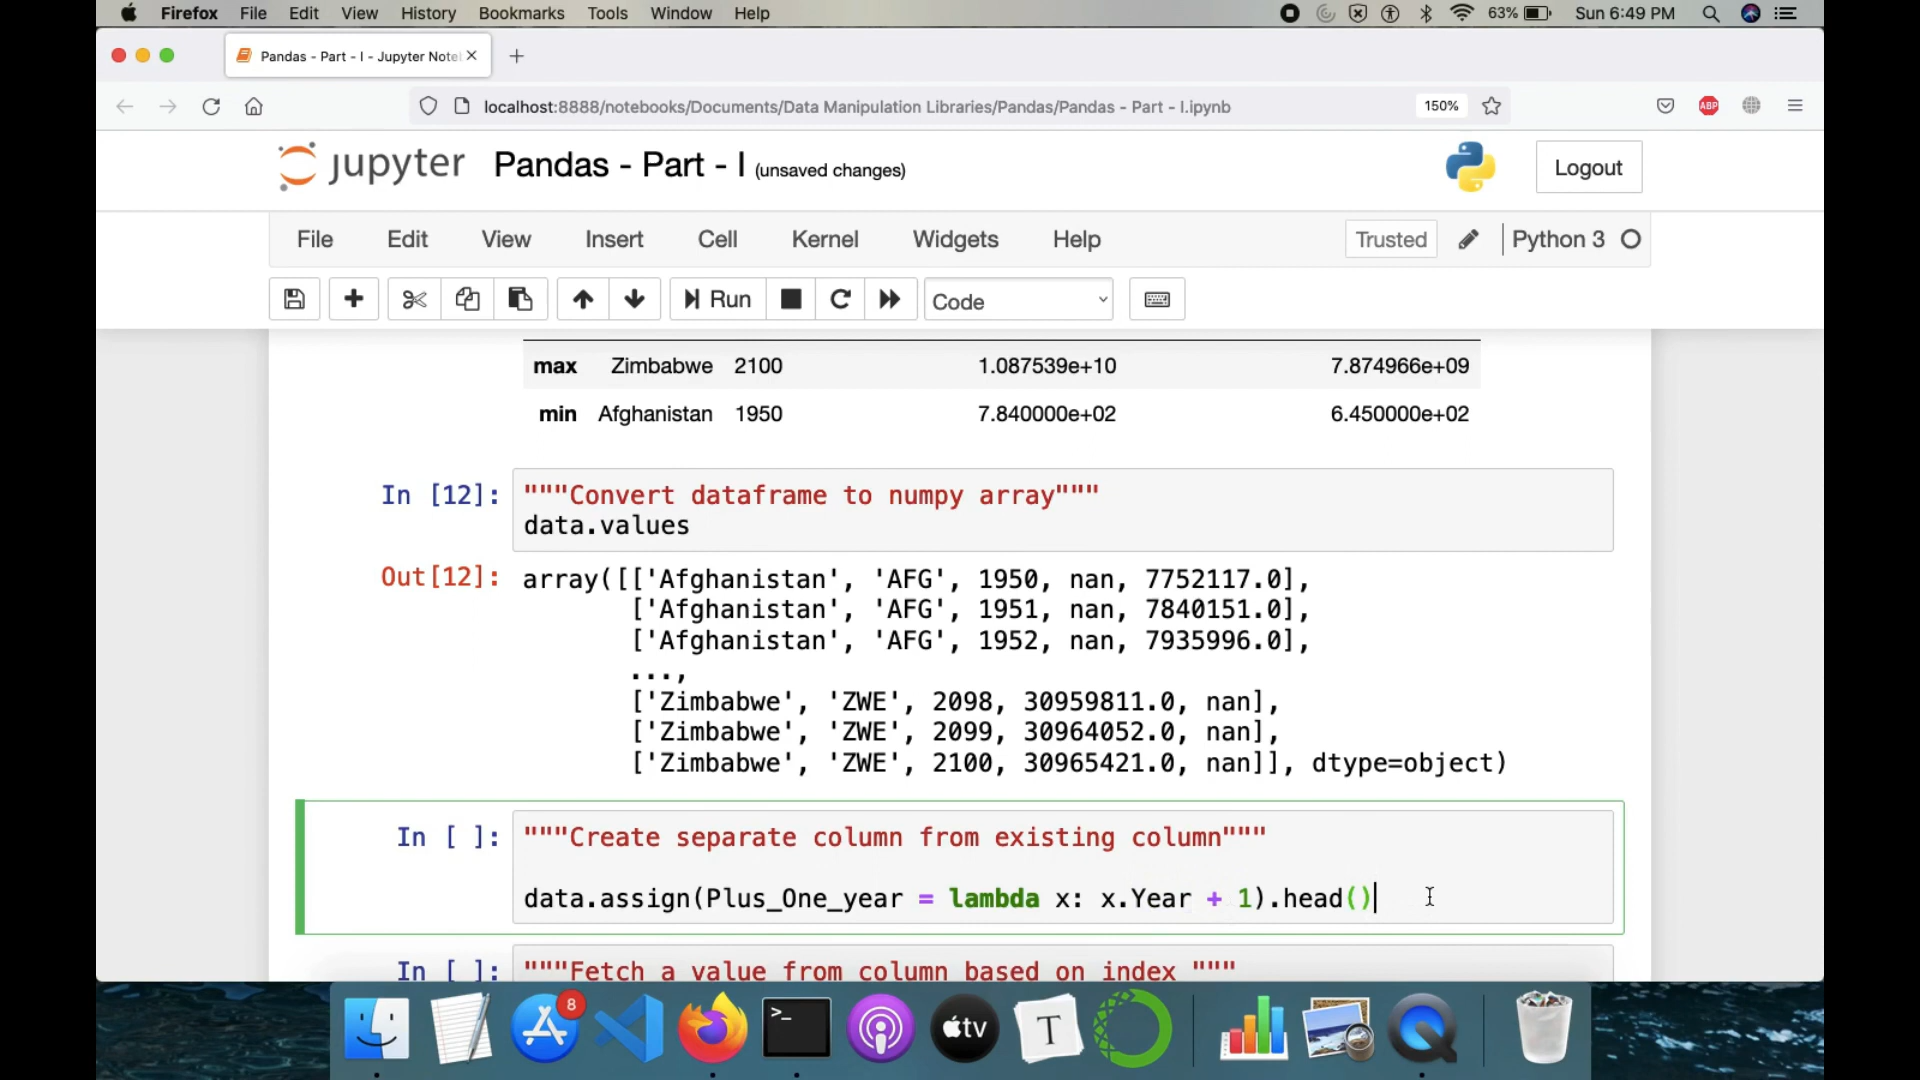 Firefox File Edit View History Bookmarks Tools Window Help 63% Sun 6:49 PM
Pandas - Part - I - Jupyter Note
localhost:8888/notebooks/Documents/Data Manipulation Libraries/Pandas/Pandas - Part - I.ipynb 150% ABP
jupyter Pandas - Part - I (unsaved changes) Logout
File Edit View Insert Cell Kernel Widgets Help Trusted Python 3
Run Code
max Zimbabwe 2100 1.087539e+10 7.874966e+09
min Afghanistan 1950 7.840000e+02 6.450000e+02
In [12]: """Convert dataframe to numpy array"""
data.values
Out[12]: array([['Afghanistan', 'AFG', 1950, nan, 7752117.0],
['Afghanistan', 'AFG', 1951, nan, 7840151.0],
['Afghanistan', 'AFG', 1952, nan, 7935996.0],
...,
['Zimbabwe', 'ZWE', 2098, 30959811.0, nan],
['Zimbabwe', 'ZWE', 2099, 30964052.0, nan],
['Zimbabwe', 'ZWE', 2100, 30965421.0, nan]], dtype=object)
In [ ]: """Create separate column from existing column"""
data.assign(Plus_One_year = lambda x: x.Year + 1).head()
In [ ]: """Fetch a value from column based on index """
8
>_
tv
T